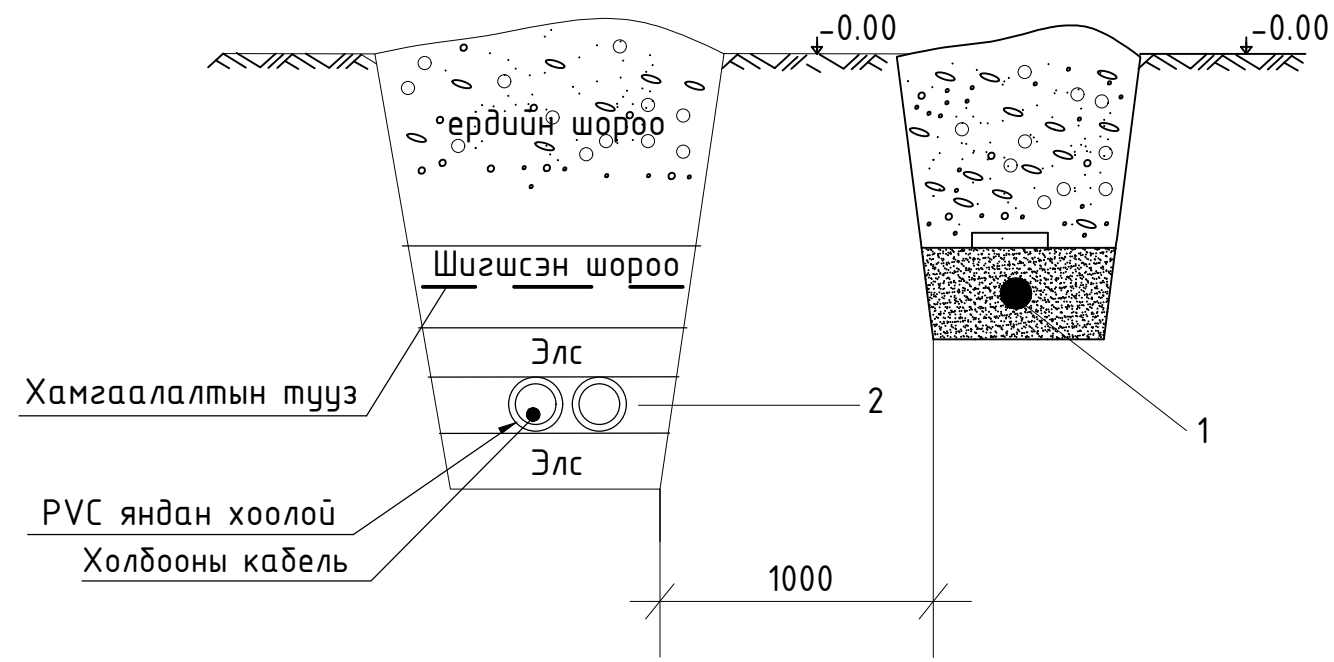 -0.00
-0.00
ердийн шороо
Шигшсэн шороо
Элс
Хамгаалалтын тууз
2
1
Элс
PVC яндан хоолой
Холбооны кабель
1000